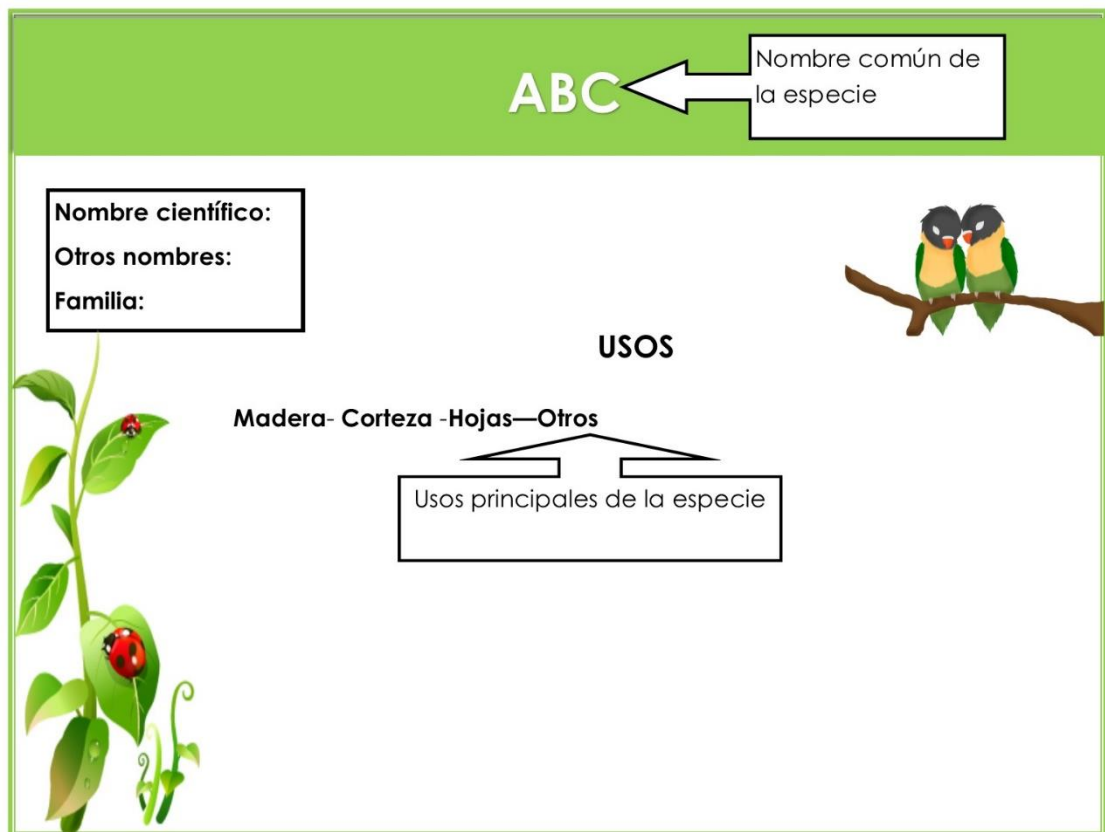 ABC
Nombre común de
la especie
Nombre científico:
Otros nombres:
Familia:
USOS
Madera- Corteza -Hojas—Otros
Usos principales de la especie